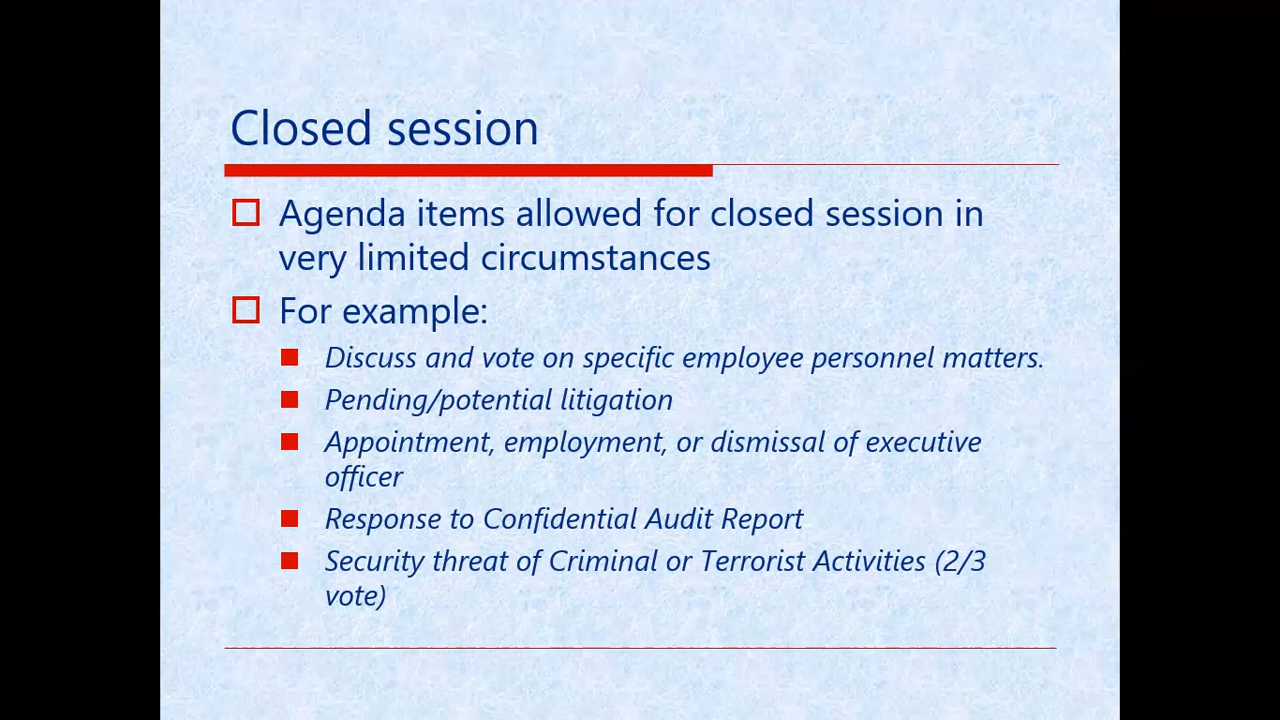 Closed session
Agenda items allowed for closed session in
very limited circumstances
For example:
Discuss and vote on specific employee personnel matters.
Pending/potential litigation
Appointment, employment, or dismissal of executive
officer
Response to Confidential Audit Report
Security threat of Criminal or Terrorist Activities (2/3
vote)